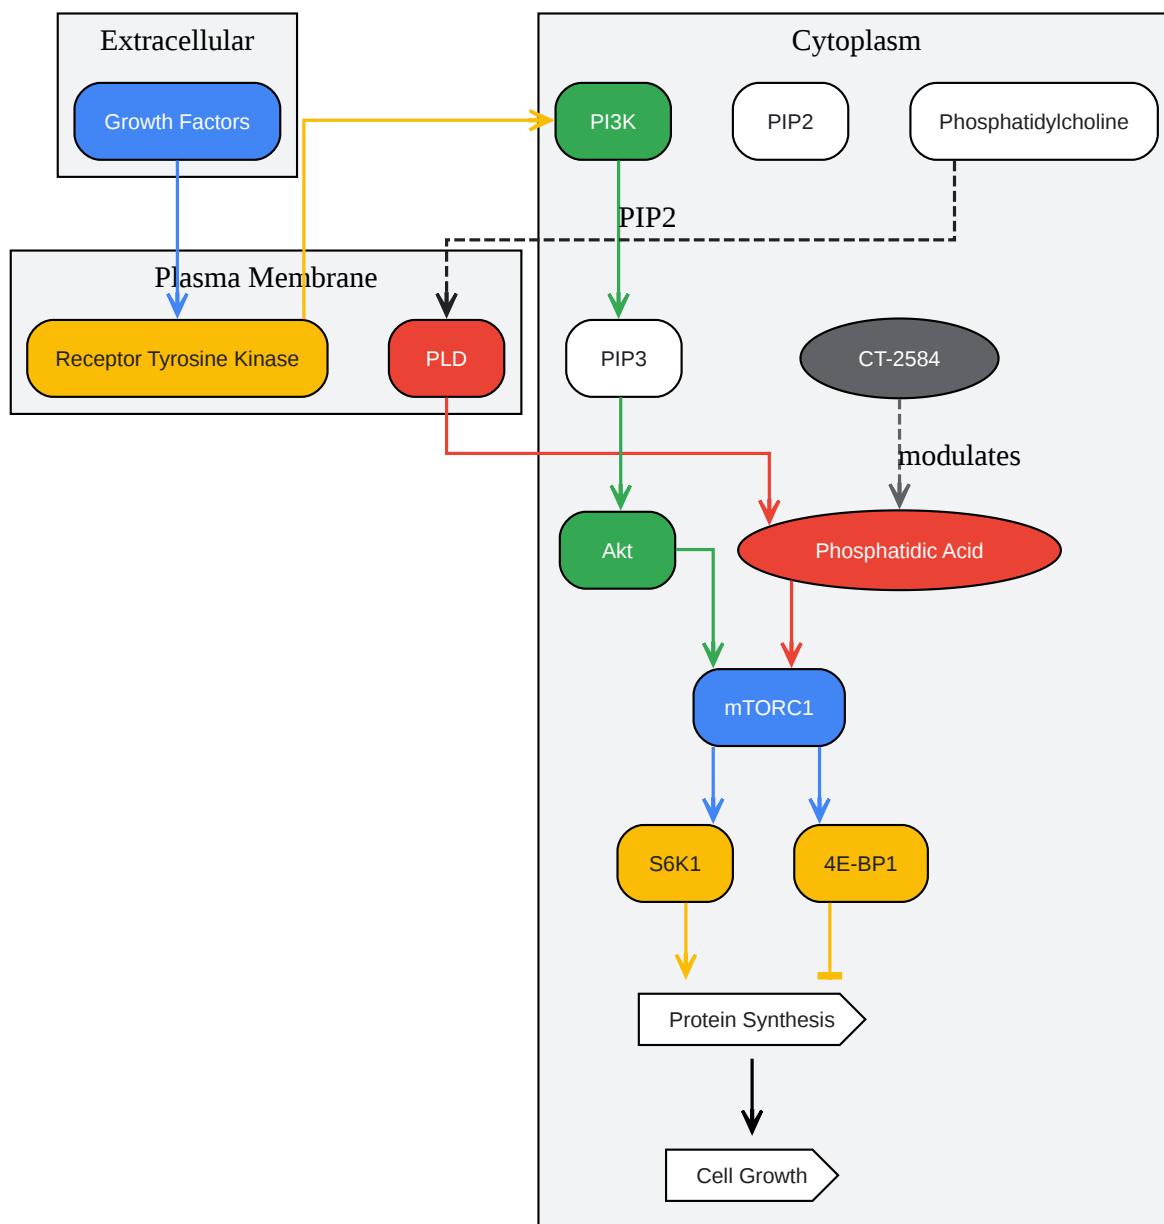 Extracellular
Cytoplasm
Growth Factors
PI3K
PIP2
Phosphatidylcholine
PIP2
Plasma Membrane
Receptor Tyrosine Kinase
PLD
PIP3
CT-2584
modulates
Akt
Phosphatidic Acid
mTORC1
S6K1
4E-BP1
Protein Synthesis
Cell Growth